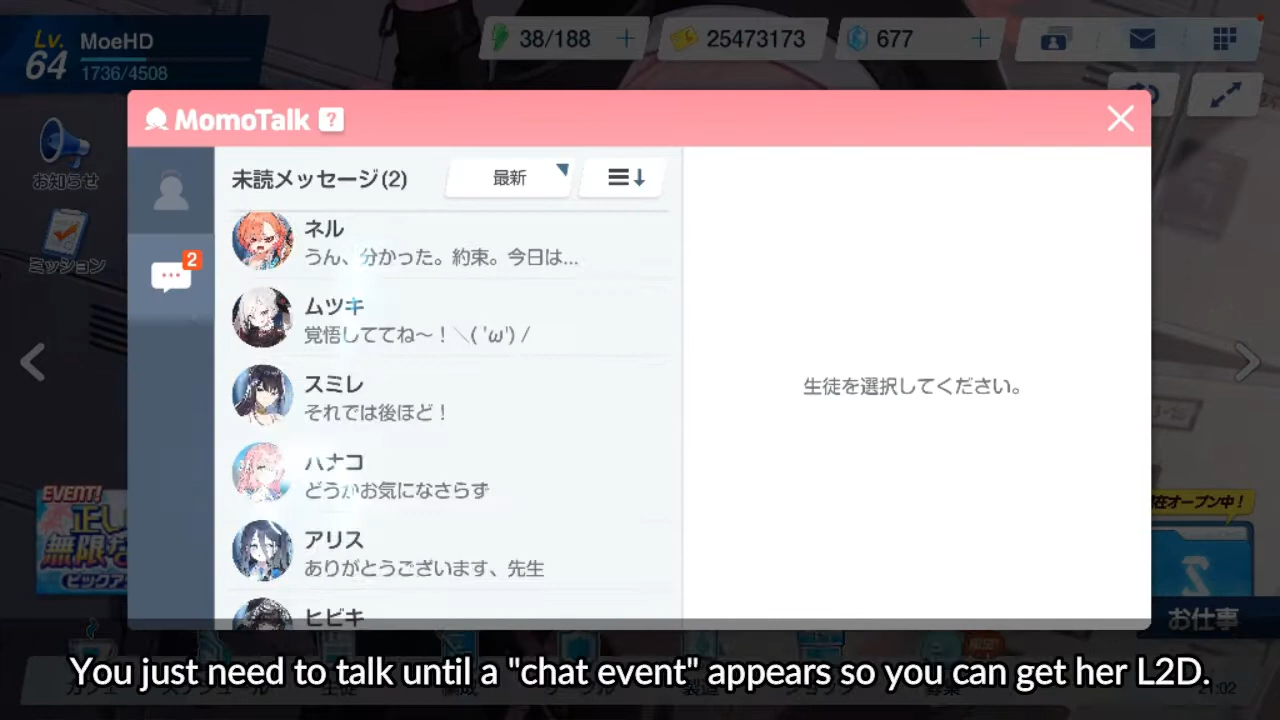 Lv. 64
MoeHD
1736/4508
38/188
25473173
677
お知らせ
ミッション
MomoTalk ?
未読メッセージ(2)
最新
2
ネル
うん、分かった。約束。今日は...
ムツキ
覚悟しててね～！＼( 'ω') /
スミレ
それでは後ほど！
ハナコ
どうかお気になさらず
アリス
ありがとうございます、先生
ヒビキ
生徒を選択してください。
EVENT!
オープン中！
お仕事
You just need to talk until a "chat event" appears so you can get her L2D.